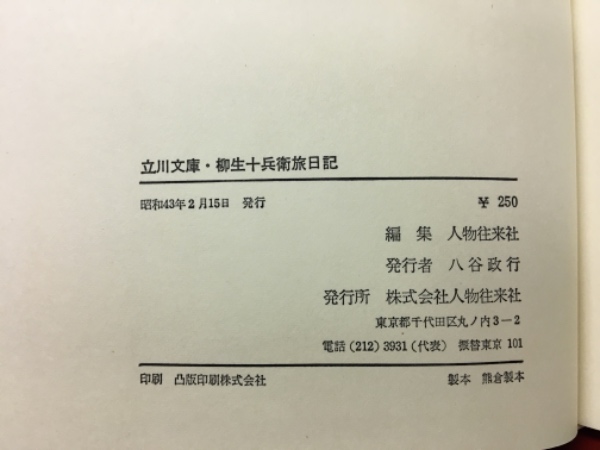 立川文庫・柳生十兵衛旅日記
昭和43年2月15日 発行 ¥ 250
編集 人物往来社
発行者 八谷政行
発行所 株式会社人物往来社
東京都千代田区丸ノ内3−2
電話(212)3931(代表) 振替東京 101
印刷 凸版印刷株式会社 製本 熊倉製本